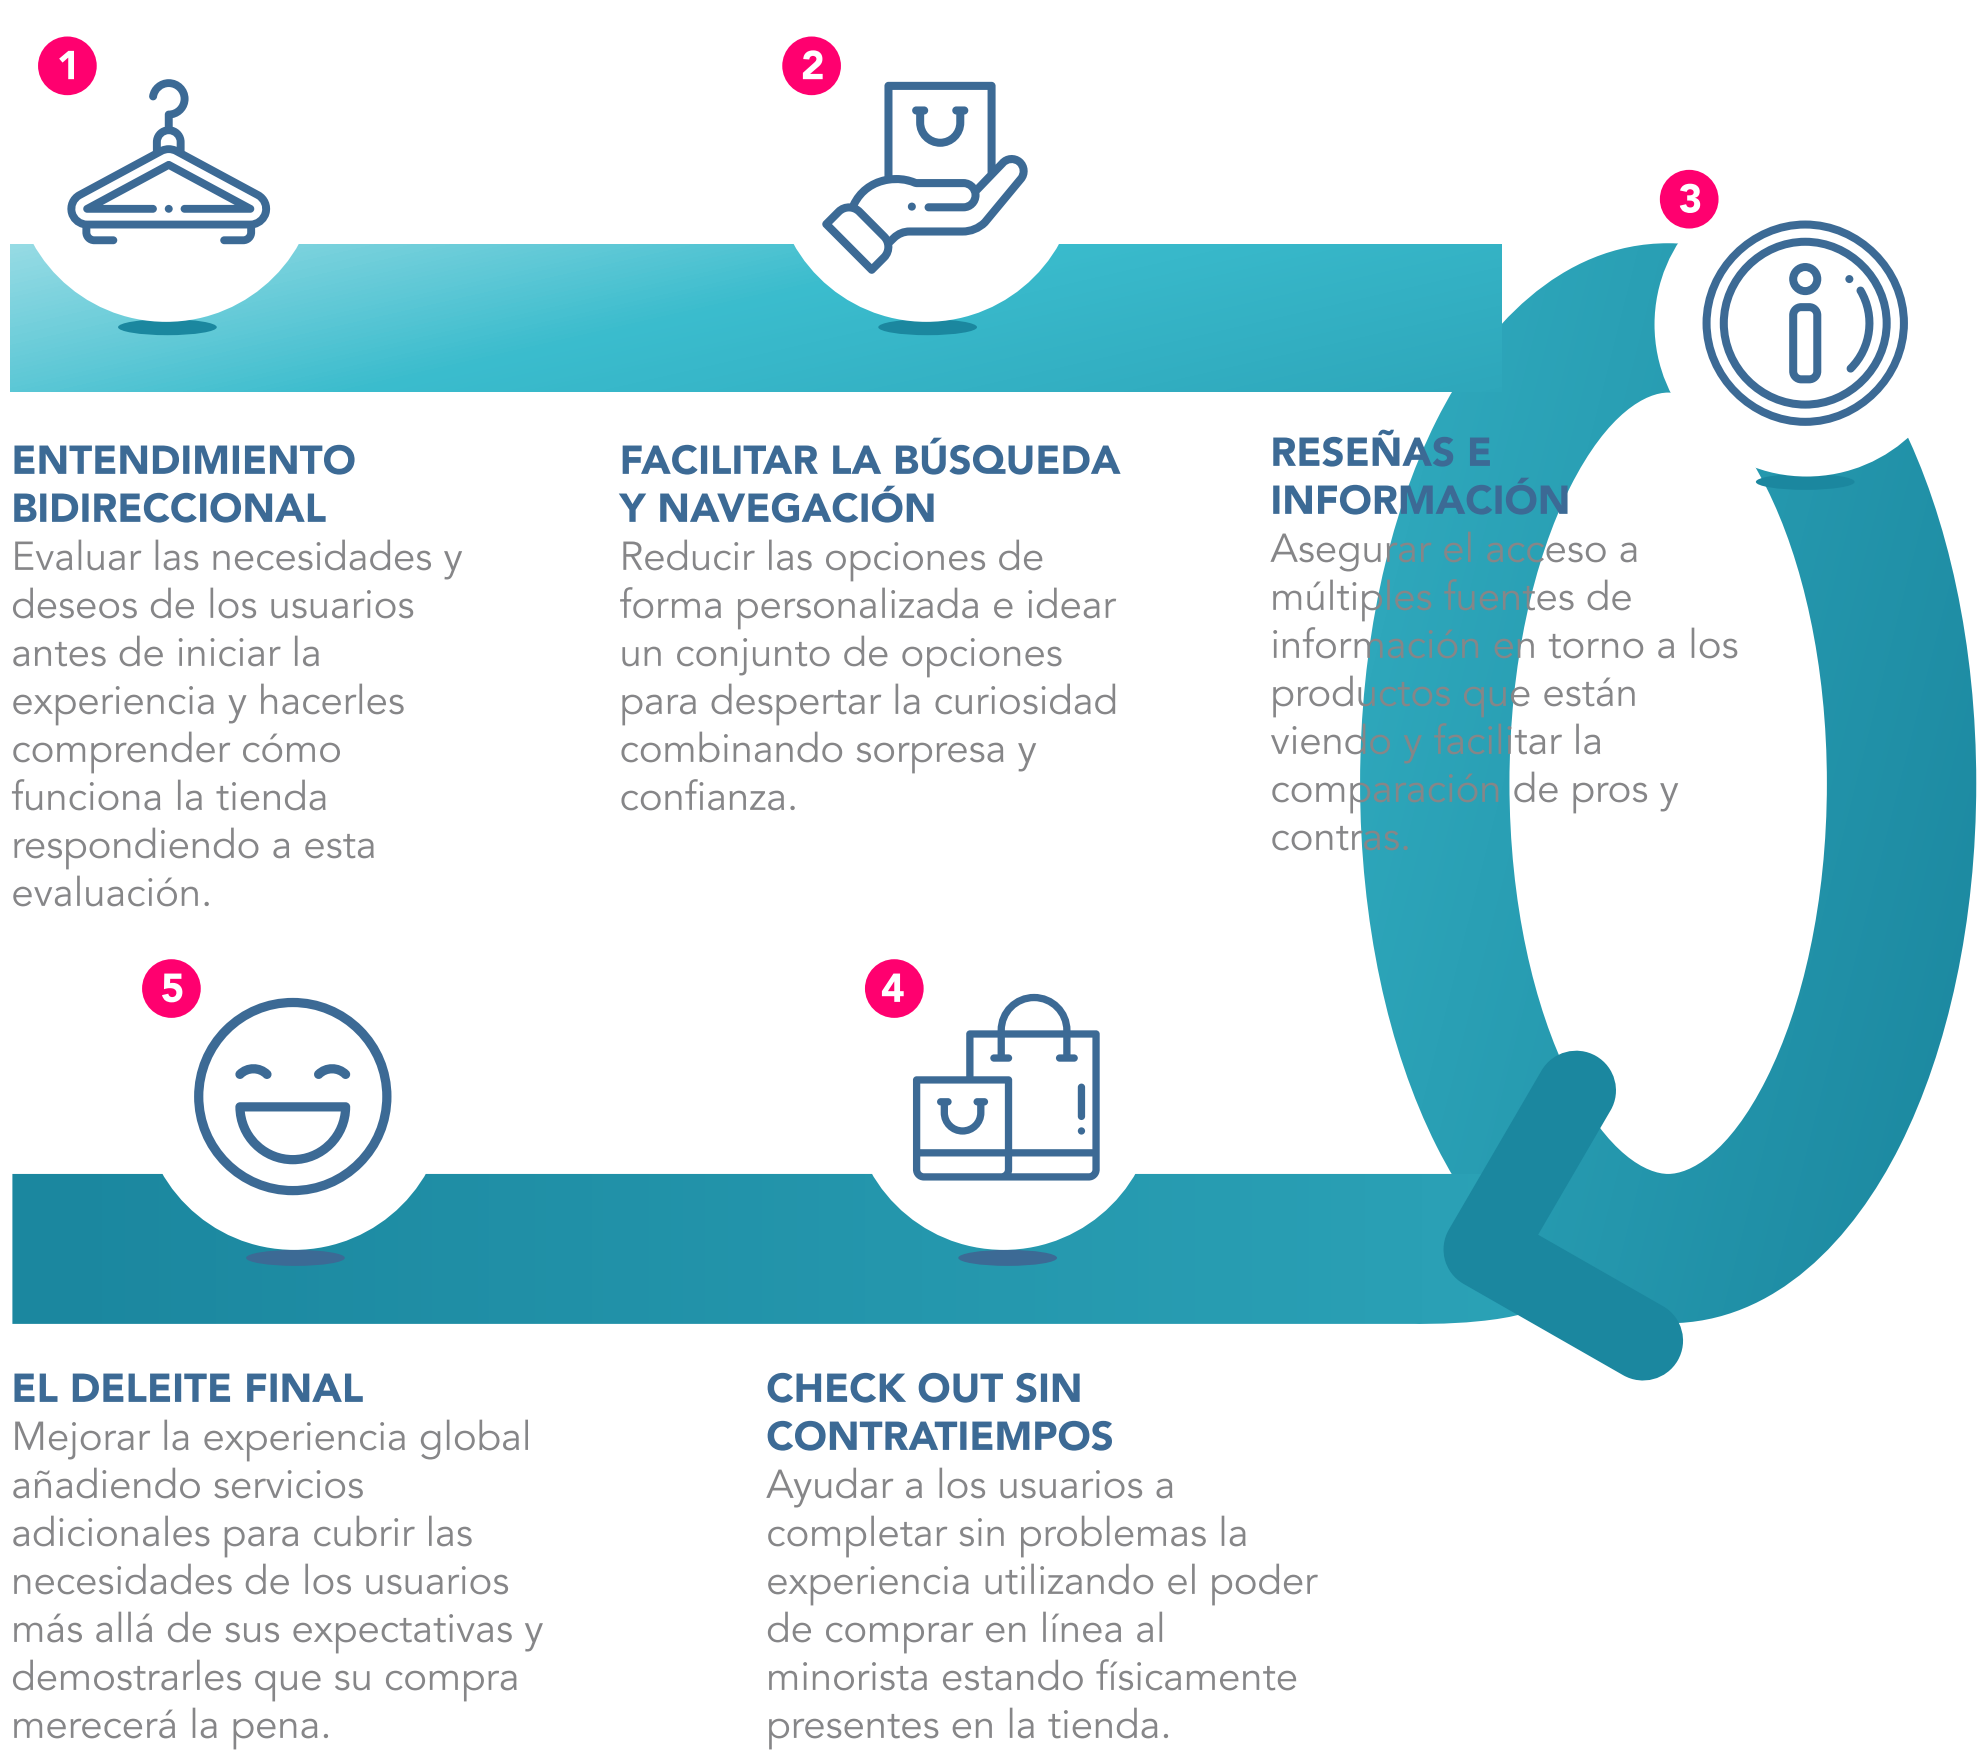 1
ENTENDIMIENTO
BIDIRECCIONAL
Evaluar las necesidades y
deseos de los usuarios
antes de iniciar la
experiencia y hacerles
comprender cómo
funciona la tienda
respondiendo a esta
evaluación.
2
FACILITAR LA BÚSQUEDA
Y NAVEGACIÓN
Reducir las opciones de
forma personalizada e idear
un conjunto de opciones
para despertar la curiosidad
combinando sorpresa y
confianza.
3
RESEÑAS E
INFORMACIÓN
Asegurar el acceso a
múltiples fuentes de
información en torno a los
productos que están
viendo y facilitar la
comparación de pros y
contras.
4
CHECK OUT SIN
CONTRATIEMPOS
Ayudar a los usuarios a
completar sin problemas la
experiencia utilizando el poder
de comprar en línea al
minorista estando físicamente
presentes en la tienda.
5
EL DELEITE FINAL
Mejorar la experiencia global
añadiendo servicios
adicionales para cubrir las
necesidades de los usuarios
más allá de sus expectativas y
demostrarles que su compra
merecerá la pena.